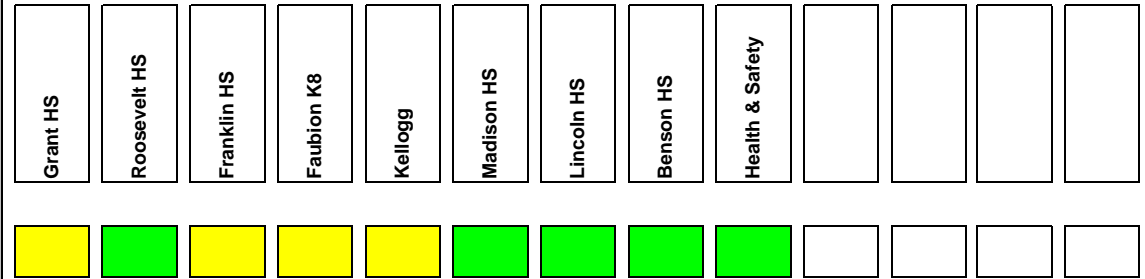 Grant HS
Roosevelt HS
Franklin HS
Faubion K8
Kellogg
Madison HS
Lincoln HS
Benson HS
Health & Safety